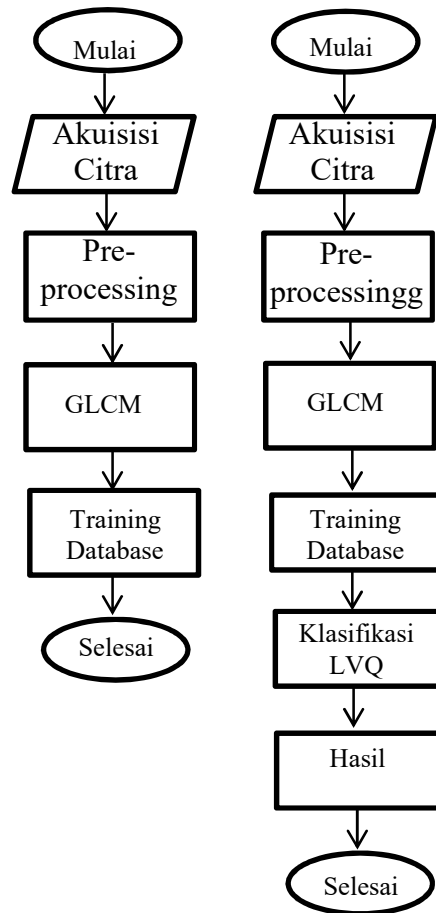 Mulai
Akuisisi
Citra
Pre-
processing
GLCM
Training
Database
Selesai
Mulai
Akuisisi
Citra
Pre-
processingg
GLCM
Training
Database
Klasifikasi
LVQ
Hasil
Selesai